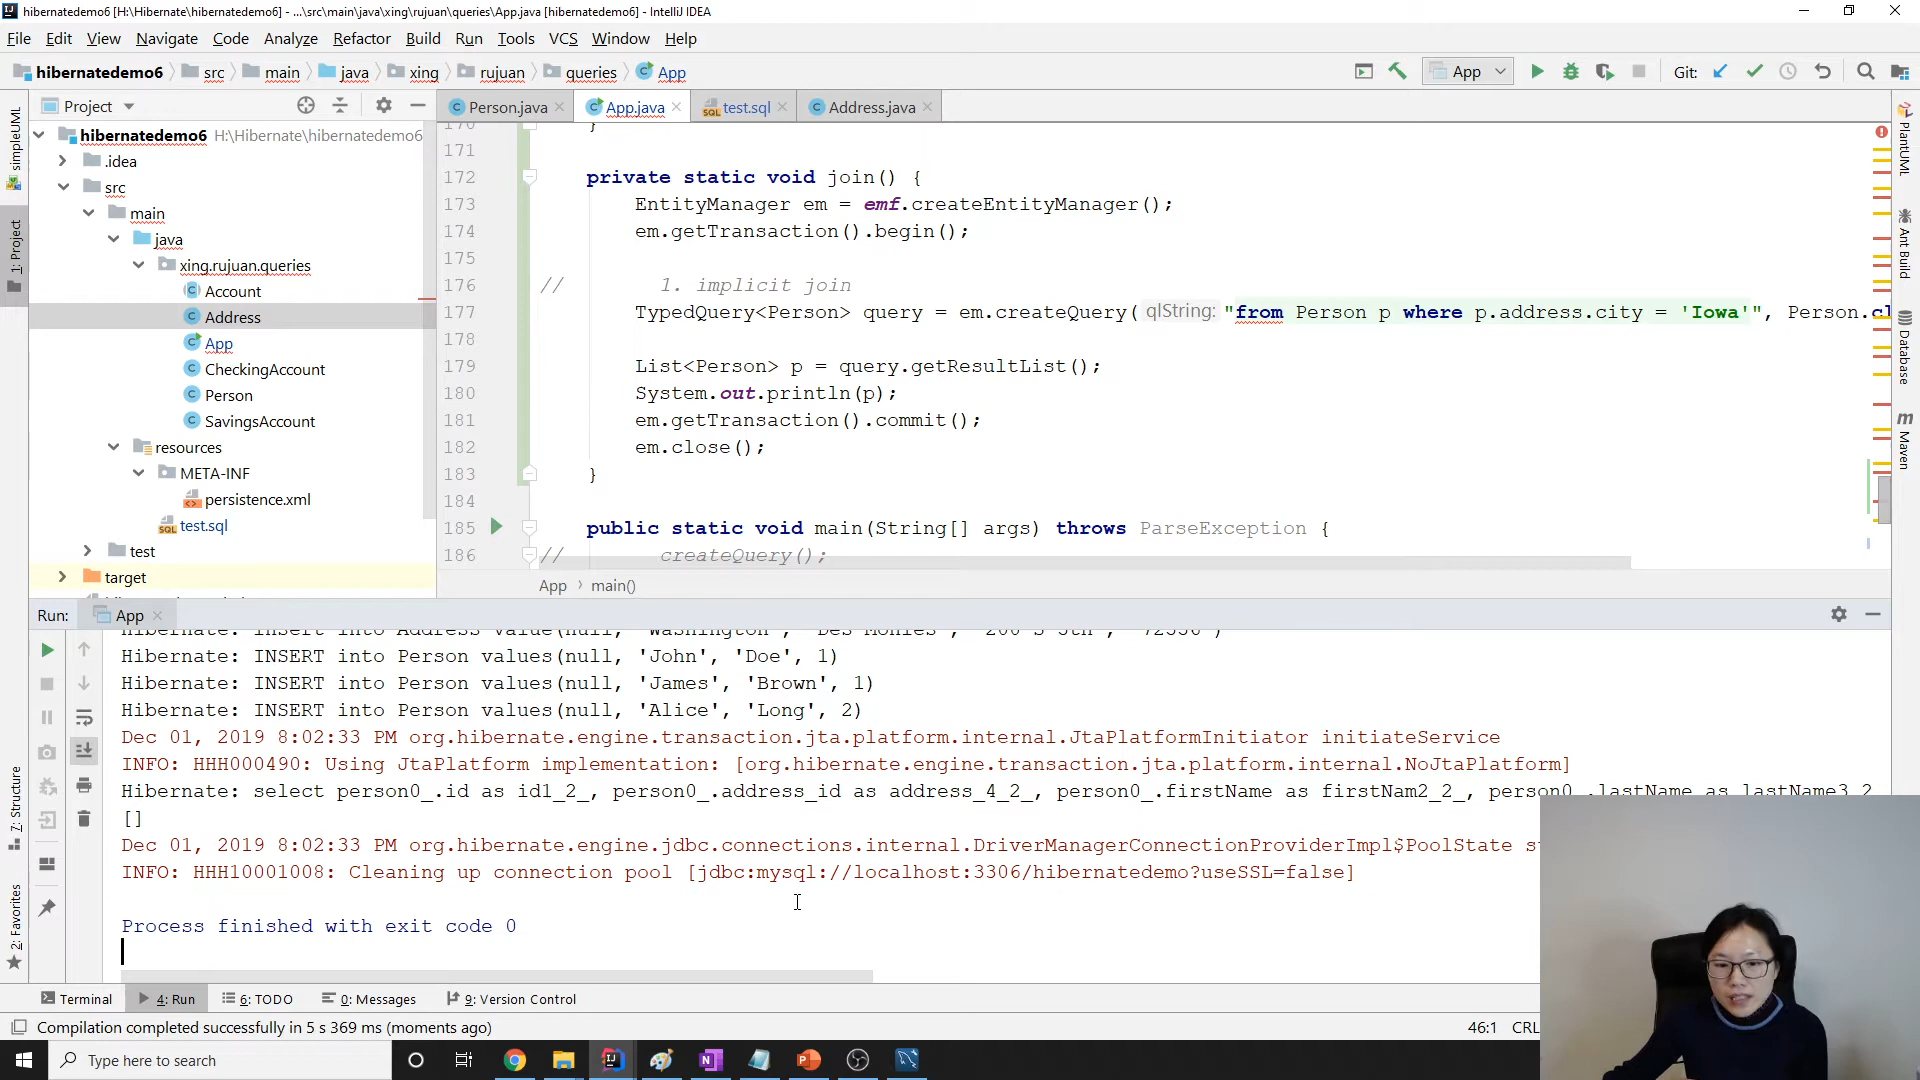 hibernatedemo6 [H:\Hibernate\hibernatedemo6] - ...\src\main\java\xing\rujuan\queries\App.java [hibernatedemo6] - IntelliJ IDEA
File Edit View Navigate Code Analyze Refactor Build Run Tools VCS Window Help
hibernatedemo6 src main java xing rujuan queries App
App Git:
Project
Person.java App.java test.sql Address.java
hibernatedemo6 H:\Hibernate\hibernatedemo6
.idea
src
main
java
xing.rujuan.queries
Account
Address
App
CheckingAccount
Person
SavingsAccount
resources
META-INF
persistence.xml
test.sql
test
target
simpleUML
1: Project
7: Structure
2: Favorites
170 }
171
172 private static void join() {
173 EntityManager em = emf.createEntityManager();
174 em.getTransaction().begin();
175
176 // 1. implicit join
177 TypedQuery<Person> query = em.createQuery( qlString: "from Person p where p.address.city = 'Iowa'", Person.cl
178
179 List<Person> p = query.getResultList();
180 System.out.println(p);
181 em.getTransaction().commit();
182 em.close();
183 }
184
185 public static void main(String[] args) throws ParseException {
186 // createQuery();
App › main()
PlantUML
Ant Build
Database
Maven
Run: App
Hibernate: insert into Address value(null, 'Washington', 'Des Monies', '200 S 5th', '72556')
Hibernate: INSERT into Person values(null, 'John', 'Doe', 1)
Hibernate: INSERT into Person values(null, 'James', 'Brown', 1)
Hibernate: INSERT into Person values(null, 'Alice', 'Long', 2)
Dec 01, 2019 8:02:33 PM org.hibernate.engine.transaction.jta.platform.internal.JtaPlatformInitiator initiateService
INFO: HHH000490: Using JtaPlatform implementation: [org.hibernate.engine.transaction.jta.platform.internal.NoJtaPlatform]
Hibernate: select person0_.id as id1_2_, person0_.address_id as address_4_2_, person0_.firstName as firstNam2_2_, person0_.lastName as lastName3_2
[]
Dec 01, 2019 8:02:33 PM org.hibernate.engine.jdbc.connections.internal.DriverManagerConnectionProviderImpl$PoolState st
INFO: HHH10001008: Cleaning up connection pool [jdbc:mysql://localhost:3306/hibernatedemo?useSSL=false]
Process finished with exit code 0
Terminal 4: Run 6: TODO 0: Messages 9: Version Control
Compilation completed successfully in 5 s 369 ms (moments ago)
46:1 CRL
Type here to search